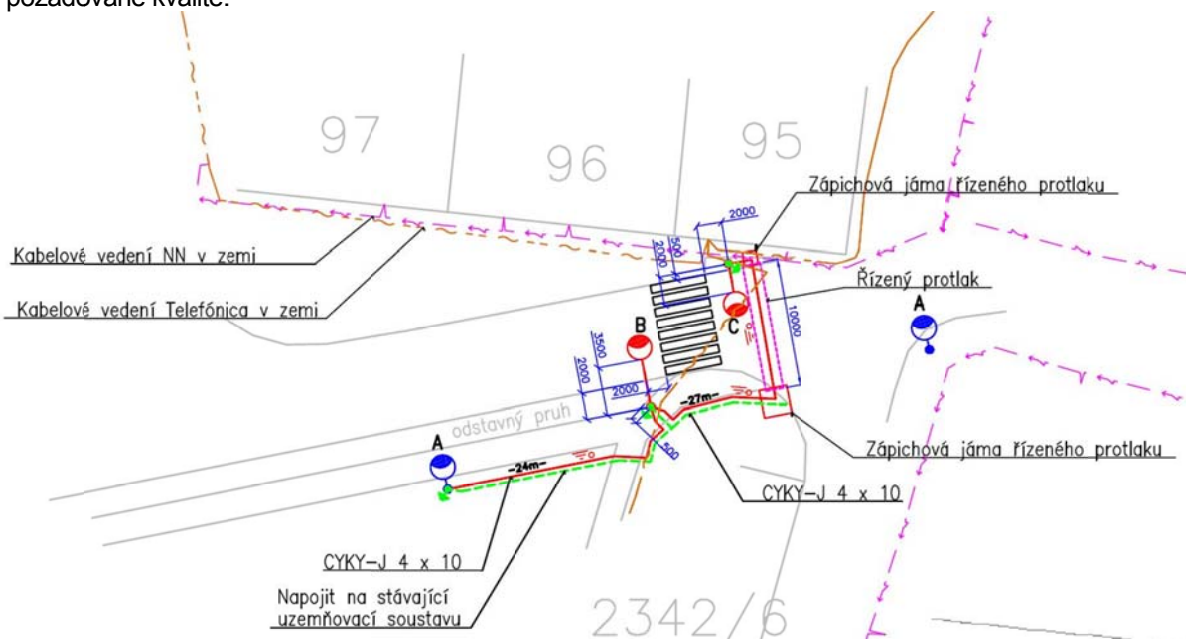 požadované kvalitě.
97
96
95
Zápichová jáma řízeného protlaku
2000
Kabelové vedení NN v zemi
2000
500
Řízený protlak
Kabelové vedení Telefónica v zemi
A
B
C
10000
3500
2000
2000
-27m-
odstavný pruh
500
A
Zápichová jáma řízeného protlaku
-24m-
CYKY-J 4 x 10
CYKY-J 4 x 10
Napojit na stávající
uzemňovací soustavu
2342/6